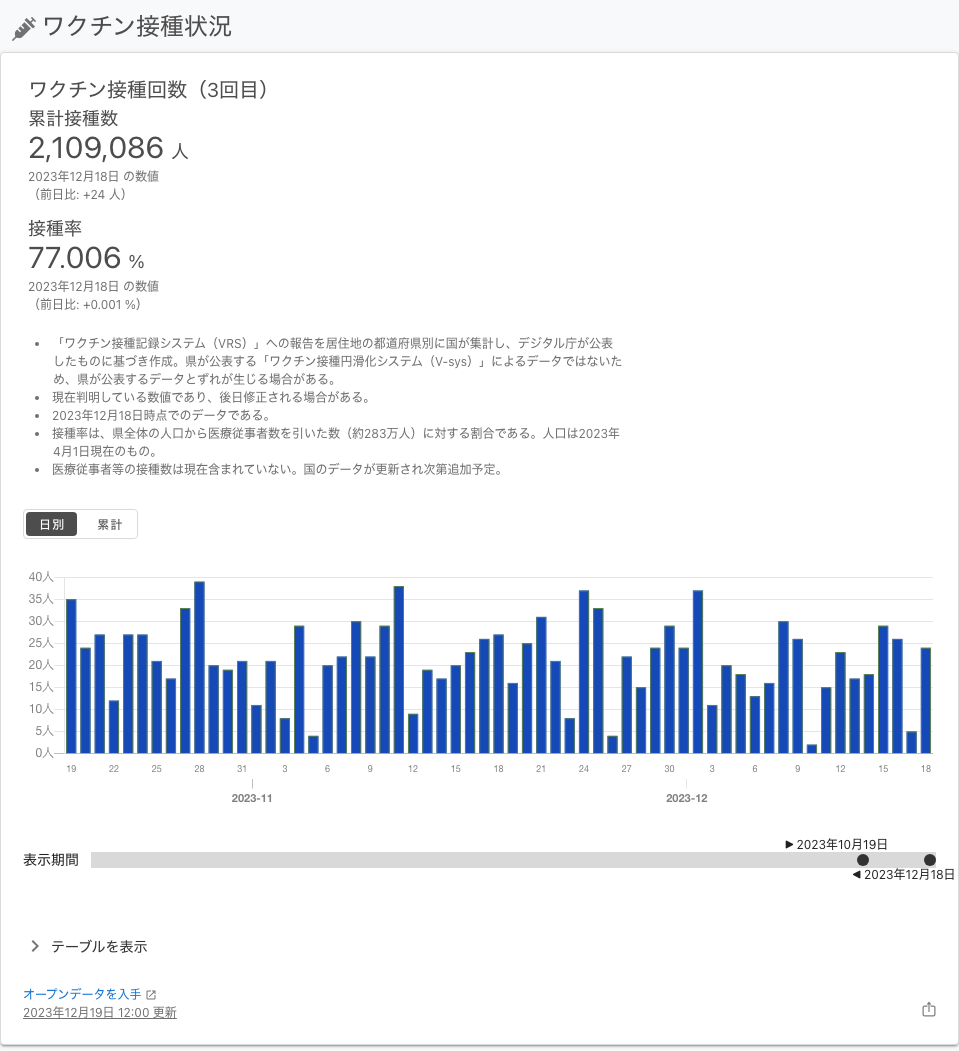 ワクチン接種状況
ワクチン接種回数（3回目）
累計接種数
2,109,086 人
2023年12月18日 の数値
（前日比: +24 人）
接種率
77.006 %
2023年12月18日 の数値
（前日比: +0.001 %）
• 「ワクチン接種記録システム（VRS）」への報告を居住地の都道府県別に国が集計し、デジタル庁が公表
したものに基づき作成。県が公表する「ワクチン接種円滑化システム（V-sys）」によるデータではないた
め、県が公表するデータとずれが生じる場合がある。
• 現在判明している数値であり、後日修正される場合がある。
• 2023年12月18日時点でのデータである。
• 接種率は、県全体の人口から医療従事者数を引いた数（約283万人）に対する割合である。人口は2023年
4月1日現在のもの。
• 医療従事者等の接種数は現在含まれていない。国のデータが更新され次第追加予定。
日別 累計
40人
35人
30人
25人
20人
15人
10人
5人
0人
19 22 25 28 31 3 6 9 12 15 18 21 24 27 30 3 6 9 12 15 18
2023-11 2023-12
▶ 2023年10月19日
表示期間
◀ 2023年12月18日
テーブルを表示
オープンデータを入手
2023年12月19日 12:00 更新